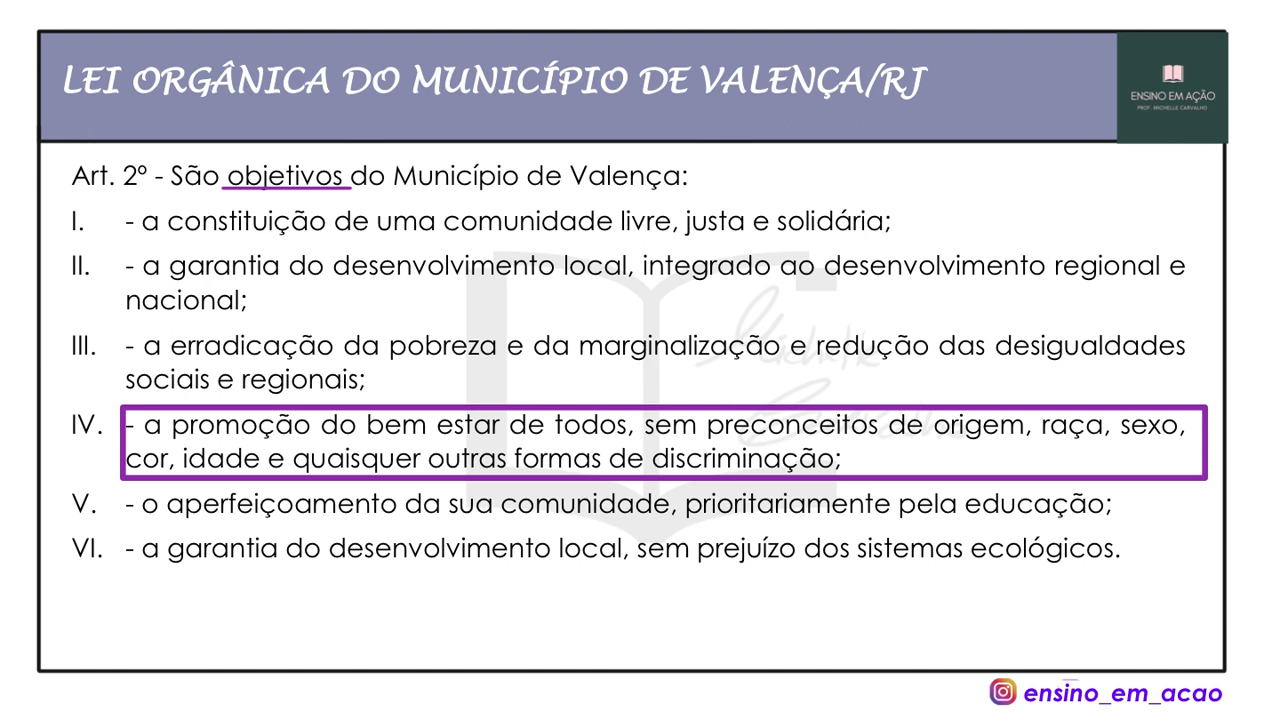 LEI ORGÂNICA DO MUNICÍPIO DE VALENÇA/RJ
ENSINO EM AÇÃO
PROF. MICHELLE CARVALHO
Art. 2º - São objetivos do Município de Valença:
I. - a constituição de uma comunidade livre, justa e solidária;
II. - a garantia do desenvolvimento local, integrado ao desenvolvimento regional e
nacional;
III. - a erradicação da pobreza e da marginalização e redução das desigualdades
sociais e regionais;
IV. - a promoção do bem estar de todos, sem preconceitos de origem, raça, sexo,
cor, idade e quaisquer outras formas de discriminação;
V. - o aperfeiçoamento da sua comunidade, prioritariamente pela educação;
VI. - a garantia do desenvolvimento local, sem prejuízo dos sistemas ecológicos.
ensino_em_acao